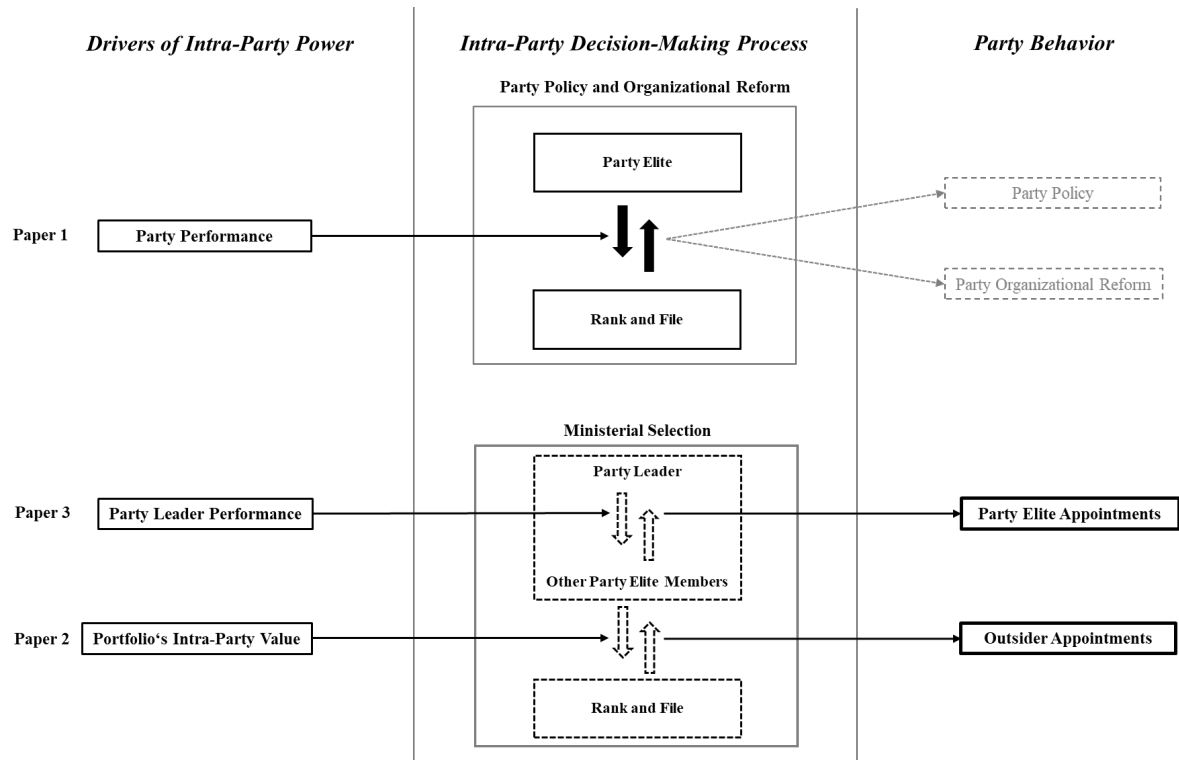 Drivers of Intra-Party Power
Intra-Party Decision-Making Process
Party Behavior
Party Policy and Organizational Reform
Party Elite
Party Policy
Paper 1
Party Performance
Party Organizational Reform
Rank and File
Ministerial Selection
Party Leader
Paper 3
Party Leader Performance
Party Elite Appointments
Other Party Elite Members
Paper 2
Portfolio‘s Intra-Party Value
Outsider Appointments
Rank and File